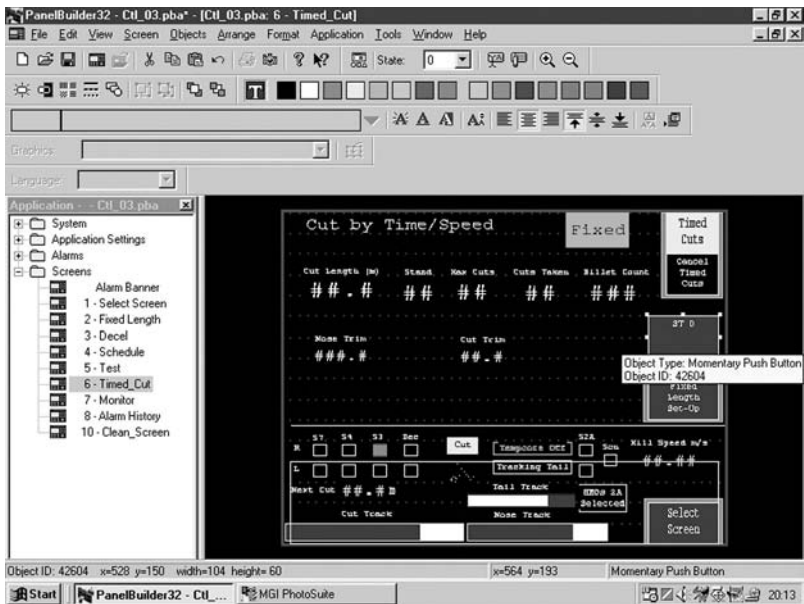 PanelBuilder32 - Ctl_03.pba* - [Ctl_03.pba: 6 - Timed_Cut]
File Edit View Screen Objects Arrange Format Application Tools Window Help
State: 0
Graphics:
Language:
Application - - Ctl_03.pba
System
Application Settings
Alarms
Screens
Alarm Banner
1 - Select Screen
2 - Fixed Length
3 - Decel
4 - Schedule
5 - Test
6 - Timed_Cut
7 - Monitor
8 - Alarm History
10 - Clean_Screen
Cut by Time/Speed
Fixed
Timed
Cuts
Cancel
Timed
Cuts
Cut Length (m) Stand Max Cuts Cuts Taken Billet Count
##.# ## ## ## ###
ST 0
Nose Trim Cut Trim
###.# ##.#
Object Type: Momentary Push Button
Object ID: 42604
Fixed
Length
Set-Up
S7 S4 S3 Dec Cut Tempcore Off S2A Scn Mill Speed m/s
R
##.##
L Tracking Tail
Next Cut ##.# m
Tail Track
HMDs 2A
Selected
Cut Track Nose Track
Select
Screen
Object ID: 42604 x=528 y=150 width=104 height= 60 x=564 y=193 Momentary Push Button
Start PanelBuilder32 - Ctl_... MGI PhotoSuite 20:13